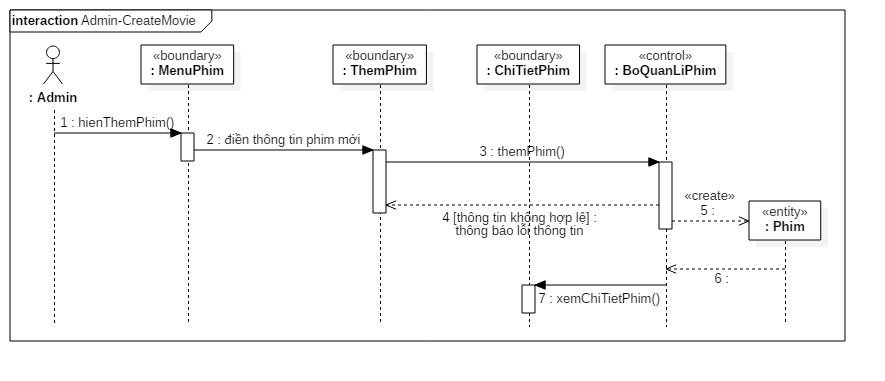 interaction Admin-CreateMovie
«boundary»
: MenuPhim
«boundary»
: ThemPhim
«boundary»
: ChiTietPhim
«control»
: BoQuanLiPhim
: Admin
1 : hienThemPhim()
2 : điền thông tin phim mới
3 : themPhim()
«create»
5 :
«entity»
: Phim
4 [thông tin không hợp lệ] :
thông báo lỗi thông tin
6 :
7 : xemChiTietPhim()